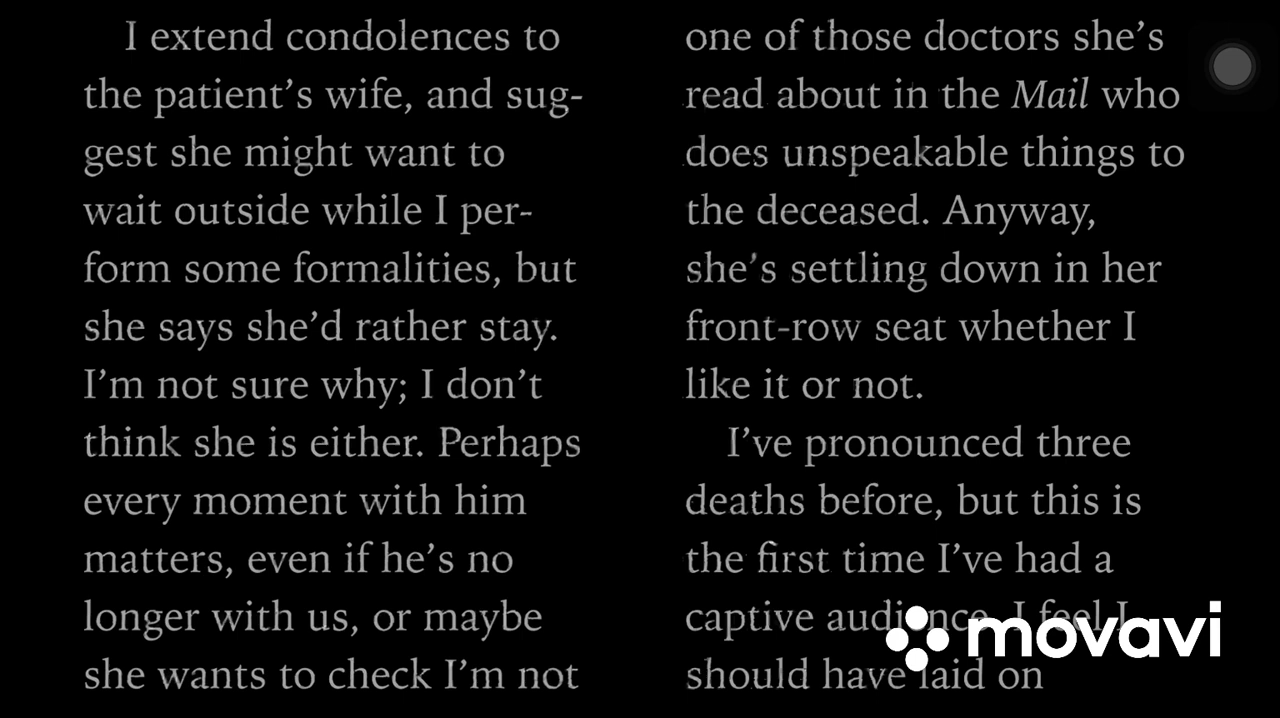 I extend condolences to
the patient's wife, and sug-
gest she might want to
wait outside while I per-
form some formalities, but
she says she'd rather stay.
I'm not sure why; I don't
think she is either. Perhaps
every moment with him
matters, even if he's no
longer with us, or maybe
she wants to check I'm not
one of those doctors she's
read about in the Mail who
does unspeakable things to
the deceased. Anyway,
she's settling down in her
front-row seat whether I
like it or not.
I've pronounced three
deaths before, but this is
the first time I've had a
captive audience. I feel I
should have laid on
movavi